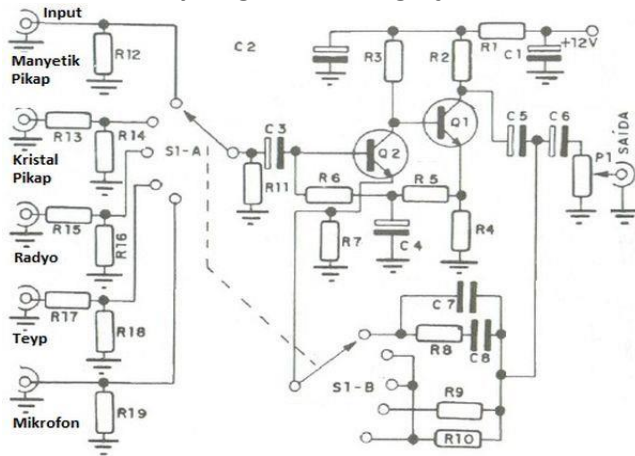 Input
Manyetik
Pikap
R12
C2
R3
R2
R1
C1
+12V
R13
R14
Kristal
Pikap
S1-A
C3
R11
Q2
Q1
C5
C6
P1
SAÍDA
R6
R5
R7
C4
R4
R15
R16
Radyo
R17
R18
Teyp
C7
R8
C8
S1-B
R9
R10
R19
Mikrofon